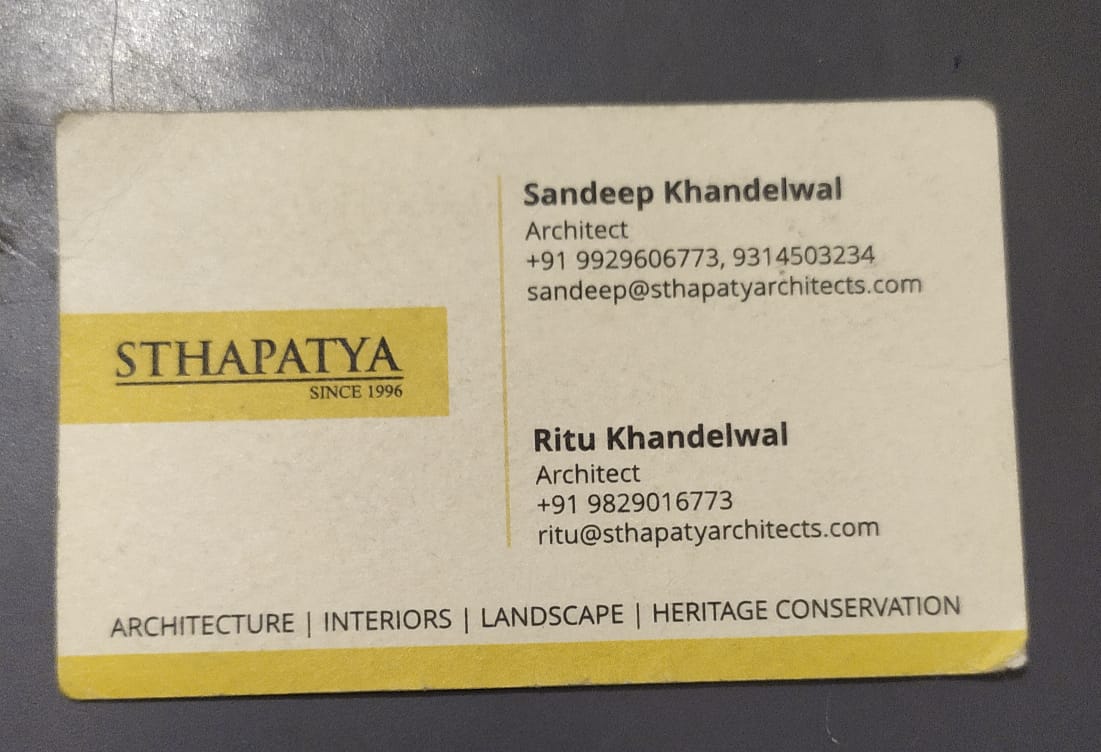 STHAPATYA
SINCE 1996
Sandeep Khandelwal
Architect
+91 9929606773, 9314503234
sandeep@sthapatyarchitects.com
Ritu Khandelwal
Architect
+91 9829016773
ritu@sthapatyarchitects.com
ARCHITECTURE | INTERIORS | LANDSCAPE | HERITAGE CONSERVATION